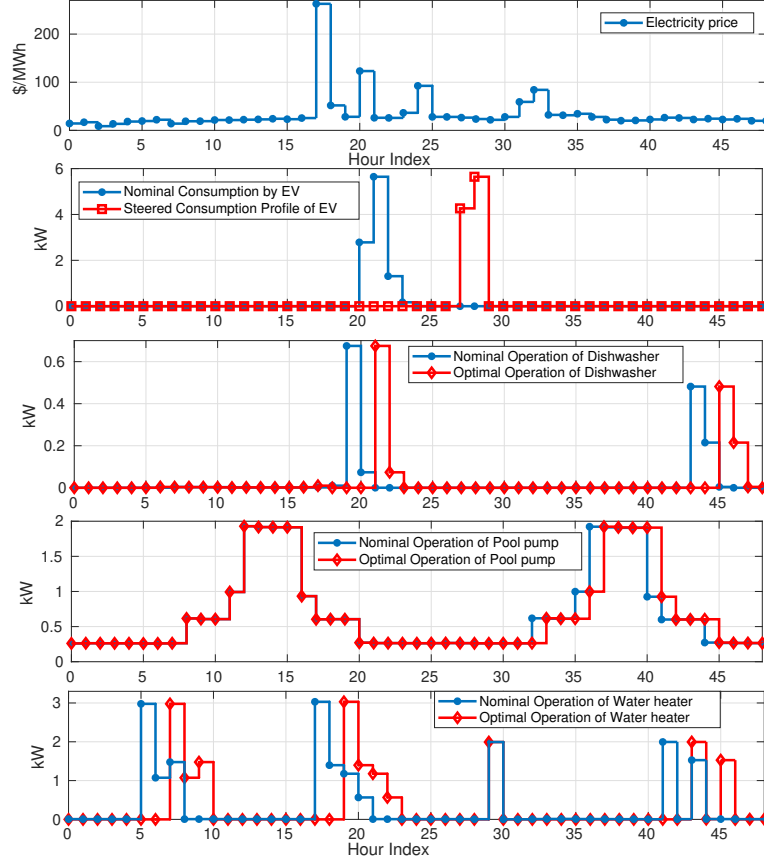 200
100
0
$/MWh
Electricity price
0 5 10 15 20 25 30 35 40 45
Hour Index
6
4
2
0
kW
Nominal Consumption by EV
Steered Consumption Profile of EV
0 5 10 15 20 25 30 35 40 45
0.6
0.4
0.2
0
kW
Nominal Operation of Dishwasher
Optimal Operation of Dishwasher
0 5 10 15 20 25 30 35 40 45
2
1.5
1
0.5
0
kW
Nominal Operation of Pool pump
Optimal Operation of Pool pump
0 5 10 15 20 25 30 35 40 45
3
2
1
0
kW
Nominal Operation of Water heater
Optimal Operation of Water heater
0 5 10 15 20 25 30 35 40 45
Hour Index